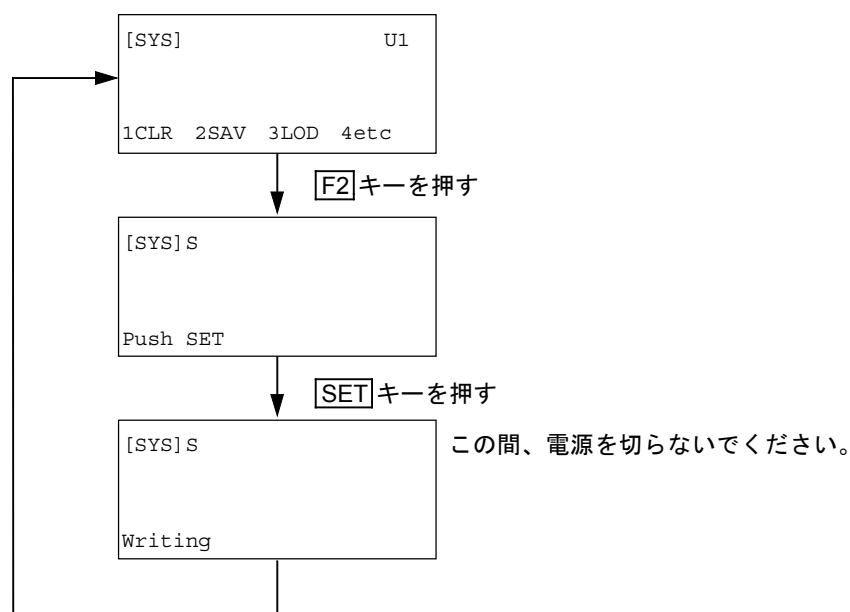 [SYS] U1
1CLR 2SAV 3LOD 4etc
F2キーを押す
[SYS]S
Push SET
SETキーを押す
[SYS]S
この間、電源を切らないでください。
Writing